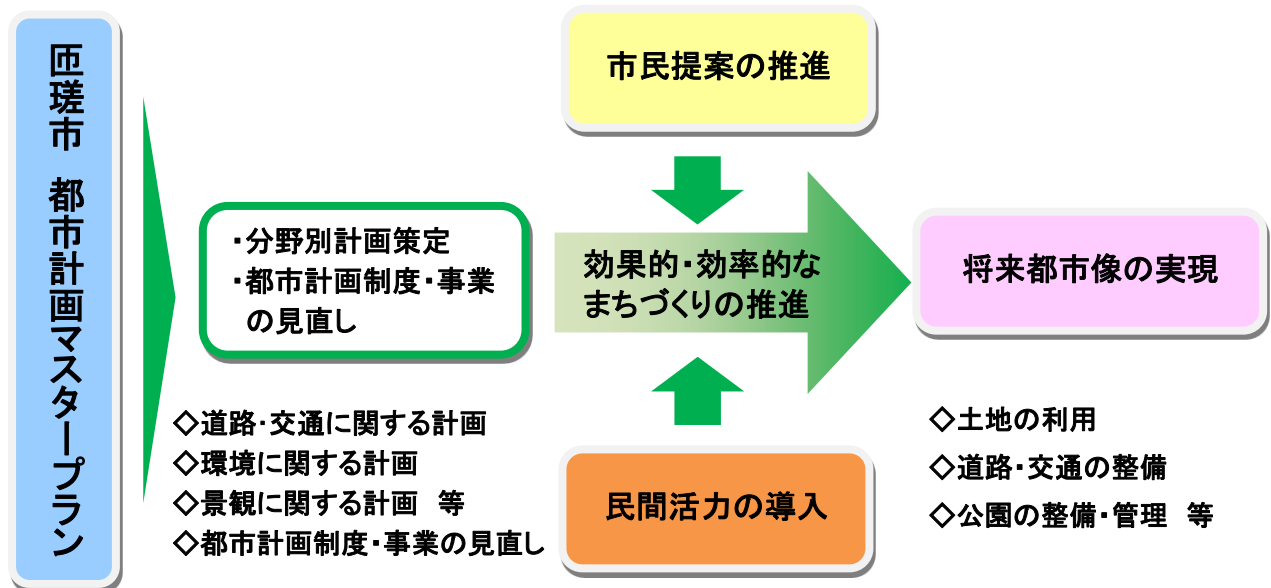 匝瑳市　都市計画マスタープラン
・分野別計画策定
・都市計画制度・事業
の見直し
◇道路・交通に関する計画
◇環境に関する計画
◇景観に関する計画　等
◇都市計画制度・事業の見直し
市民提案の推進
効果的・効率的な
まちづくりの推進
民間活力の導入
将来都市像の実現
◇土地の利用
◇道路・交通の整備
◇公園の整備・管理　等